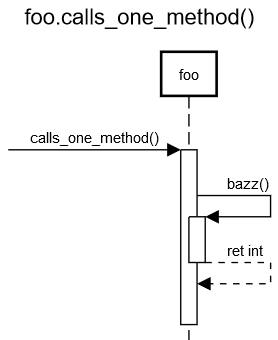 foo.calls_one_method()
foo
calls_one_method()
bazz()
ret int